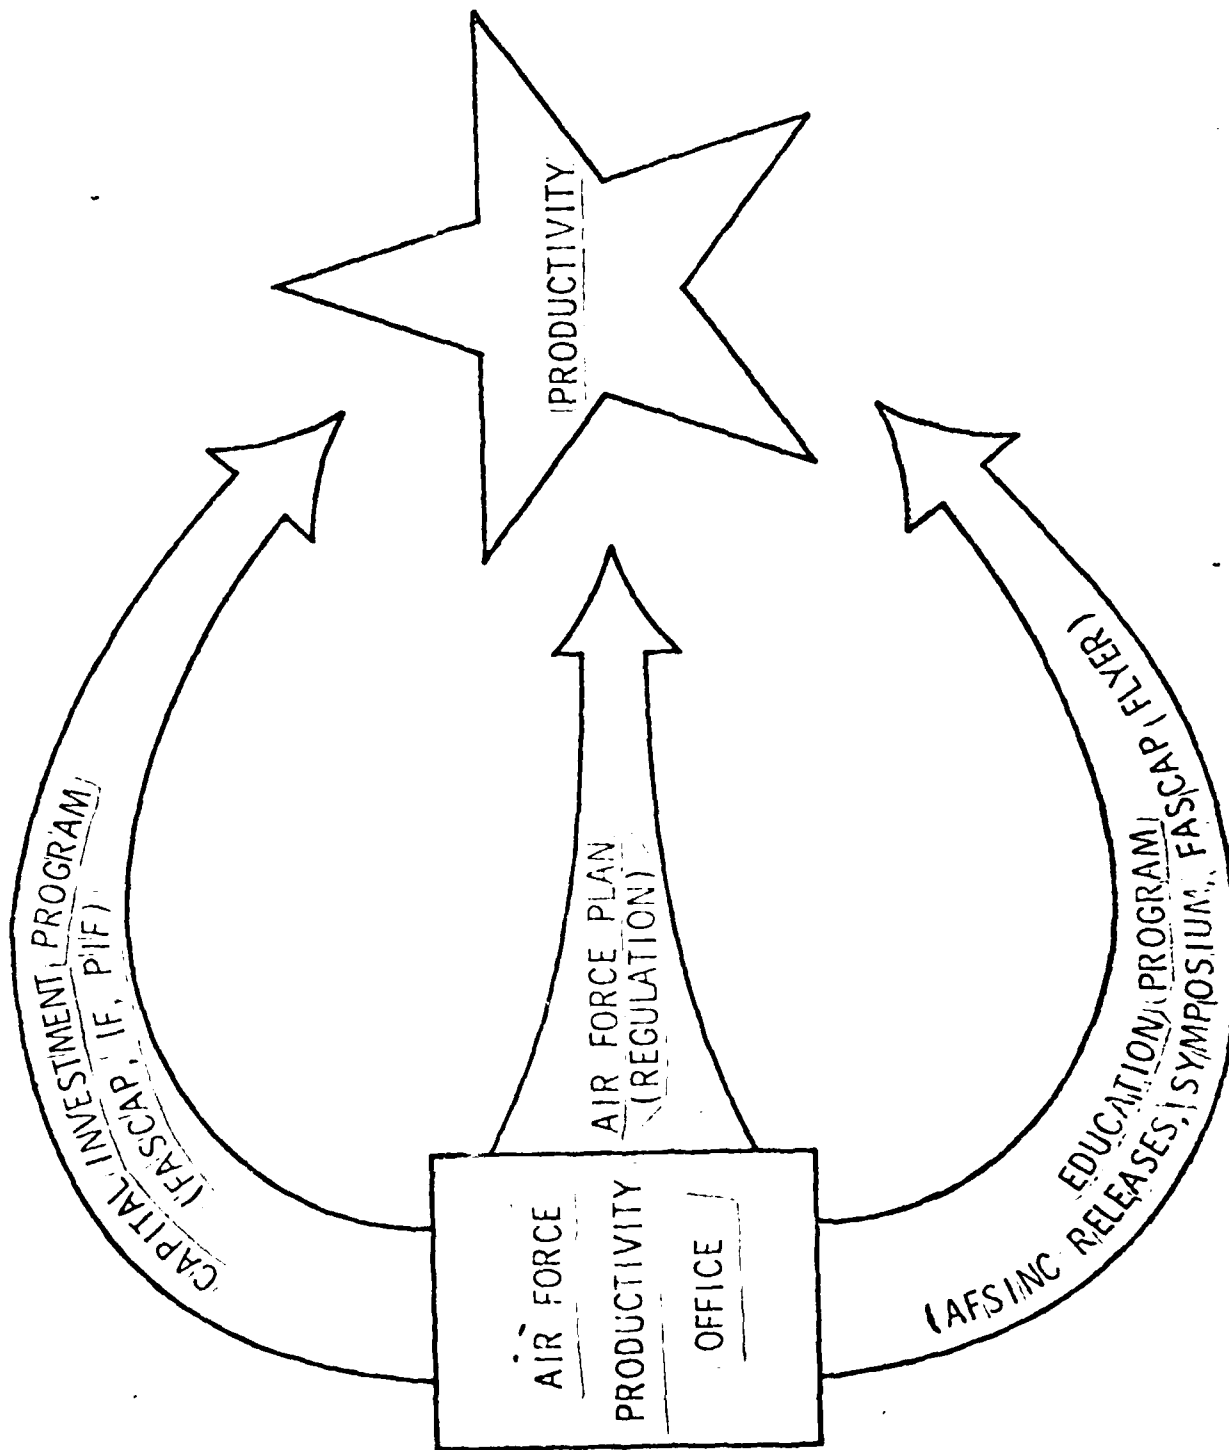 CAPITAL INVESTMENT PROGRAM
(FASCAP, IF, PIF)
AIR FORCE
PRODUCTIVITY
OFFICE
AIR FORCE PLAN
(REGULATION)
PRODUCTIVITY
EDUCATION PROGRAM
(AFSINC RELEASES, SYMPOSIUM, FASCAP FLYER)